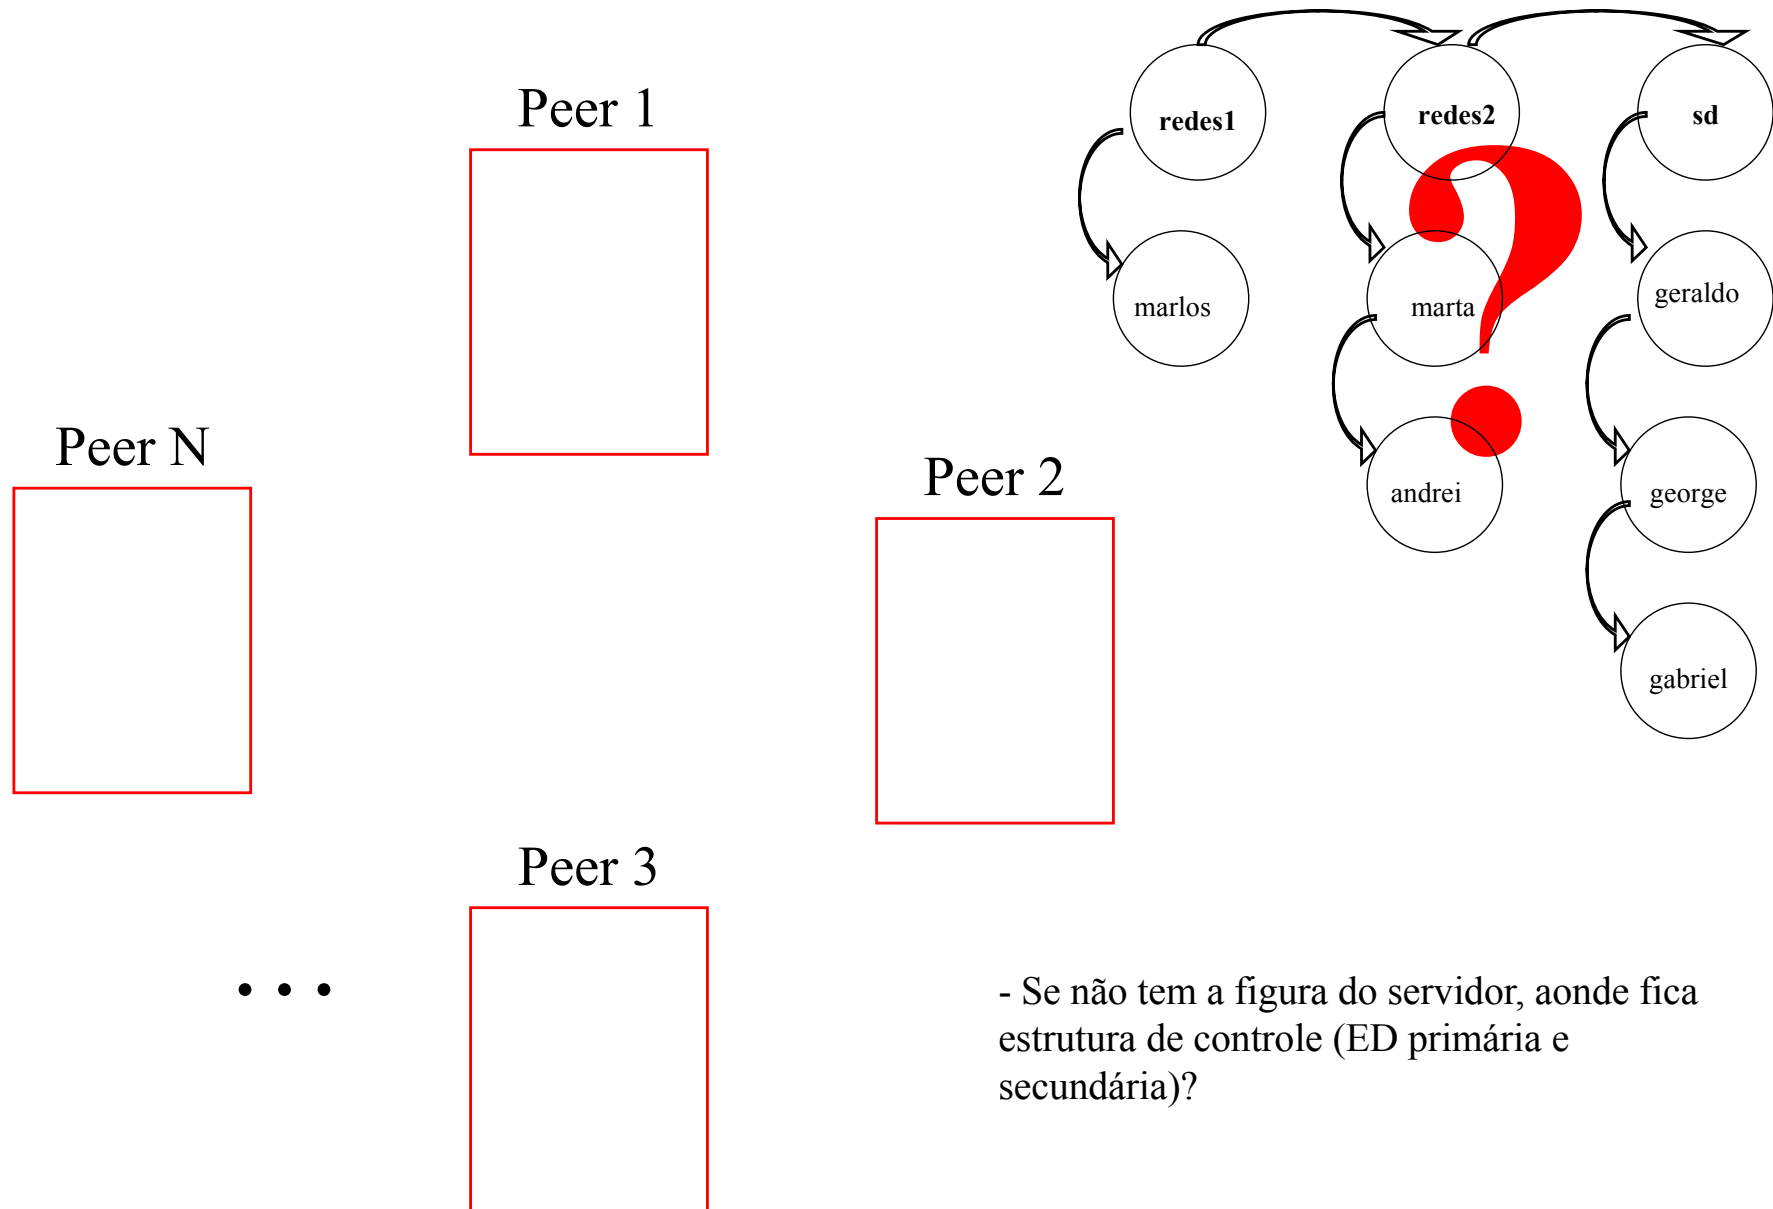 Peer 1
redes1
redes2
sd
marlos
marta
geraldo
Peer N
Peer 2
andrei
george
gabriel
Peer 3
?
. . .
- Se não tem a figura do servidor, aonde fica
estrutura de controle (ED primária e
secundária)?